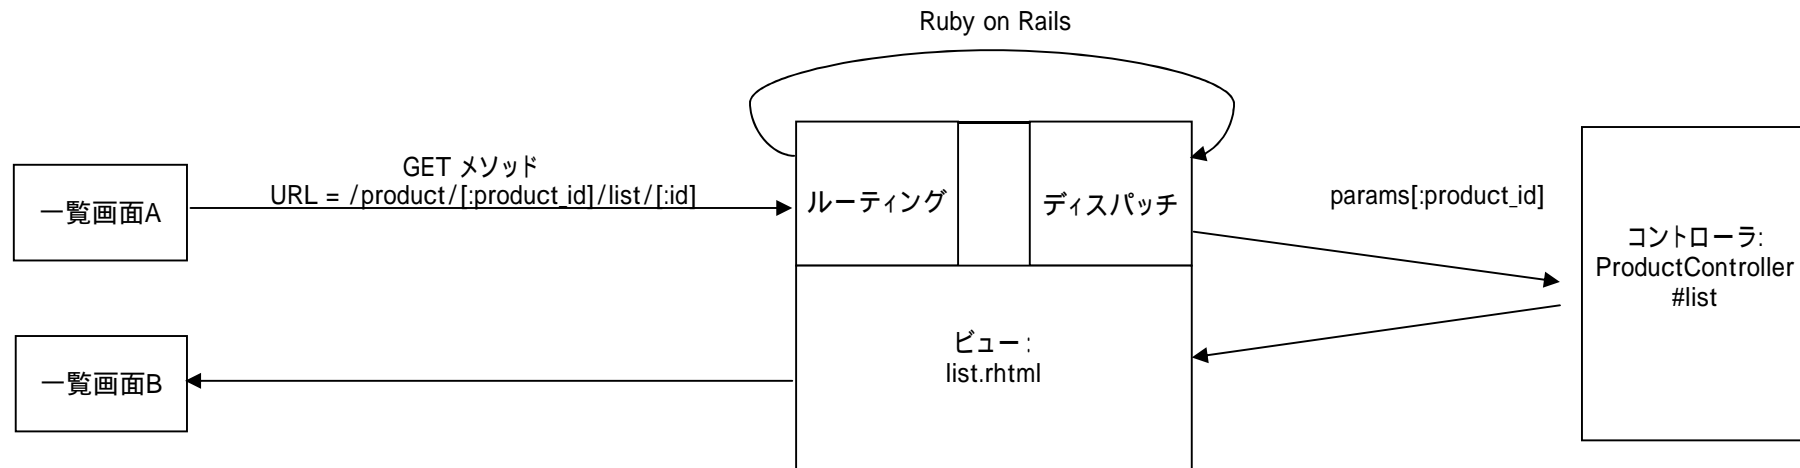 Ruby on Rails
GET メソッド
URL = /product/[:product_id]/list/[:id]
一覧画面A
ルーティング
ディスパッチ
params[:product_id]
コントローラ:
ProductController
#list
ビュー:
list.rhtml
一覧画面B